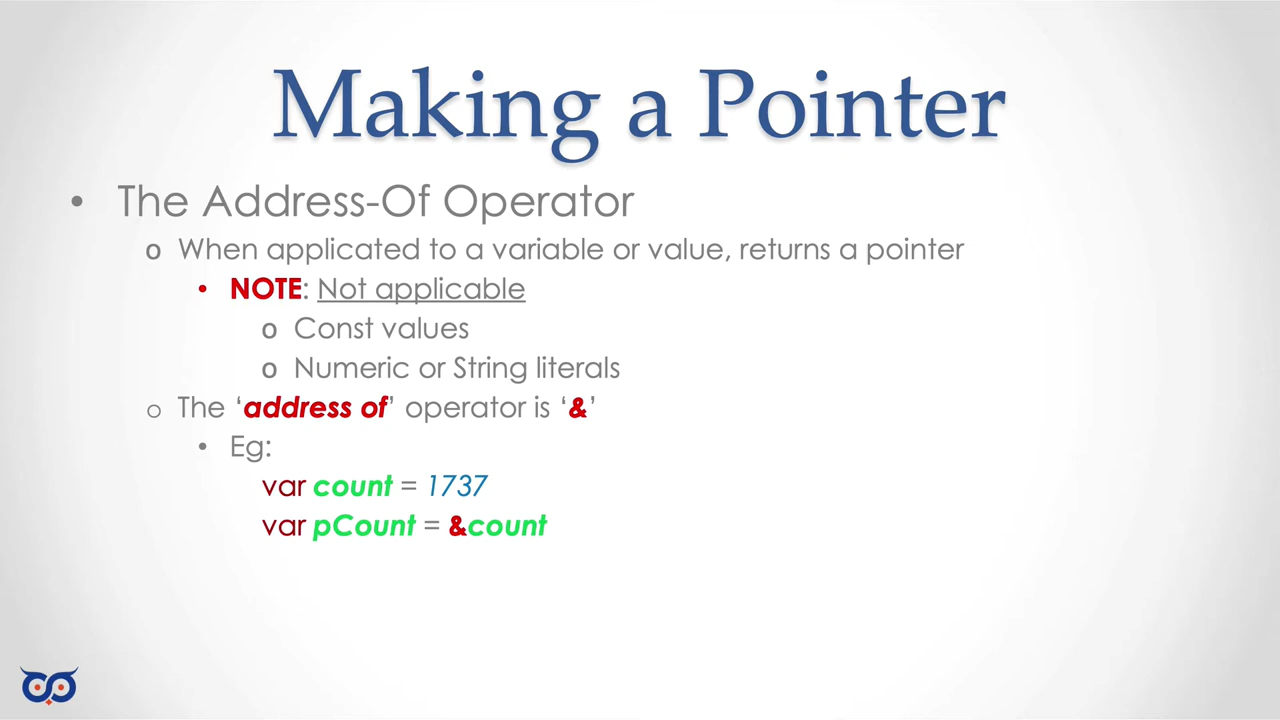 Making a Pointer
• The Address-Of Operator
o When applicated to a variable or value, returns a pointer
• NOTE: Not applicable
o Const values
o Numeric or String literals
o The ‘address of’ operator is ‘&’
• Eg:
var count = 1737
var pCount = &count